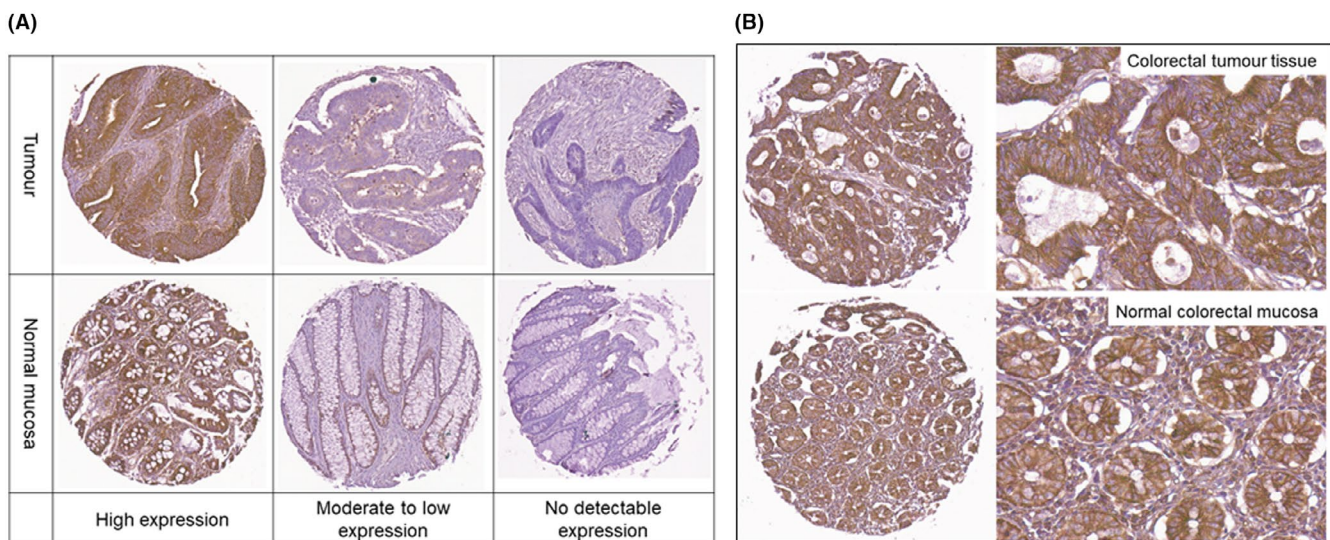 (A)
(B)
Tumour
Normal mucosa
High expression
Moderate to low
expression
No detectable
expression
Colorectal tumour tissue
Normal colorectal mucosa